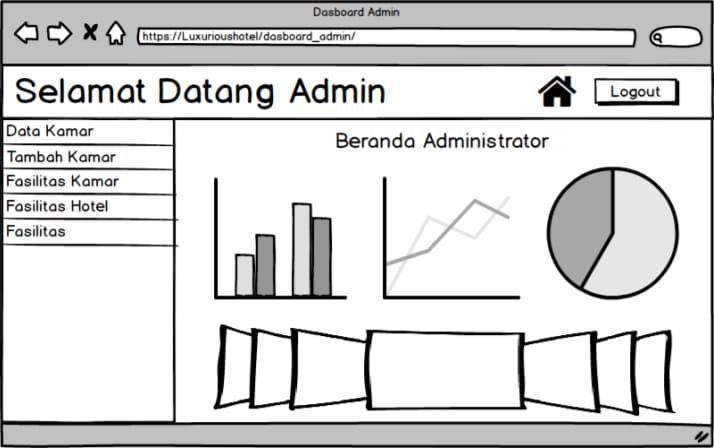 Dasboard Admin
https://Luxurioushotel/dasboard_admin/
Selamat Datang Admin
Logout
Data Kamar
Tambah Kamar
Fasilitas Kamar
Fasilitas Hotel
Fasilitas
Beranda Administrator